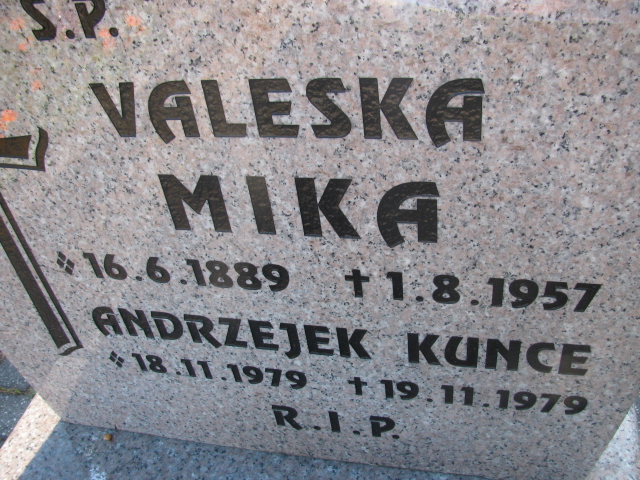 S.P.
VALESKA
MIKA
16.6.1889 † 1.8.1957
ANDRZEJEK KUNCE
18.11.1979 † 19.11.1979
R.I.P.